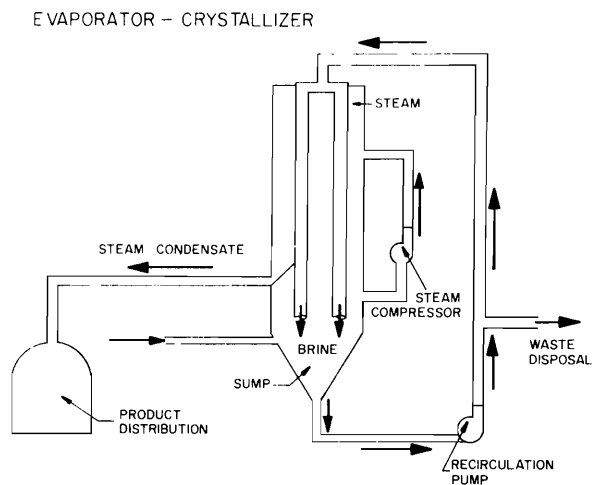 EVAPORATOR - CRYSTALLIZER
STEAM
STEAM CONDENSATE
STEAM
COMPRESSOR
BRINE
WASTE
DISPOSAL
SUMP
PRODUCT
DISTRIBUTION
RECIRCULATION
PUMP